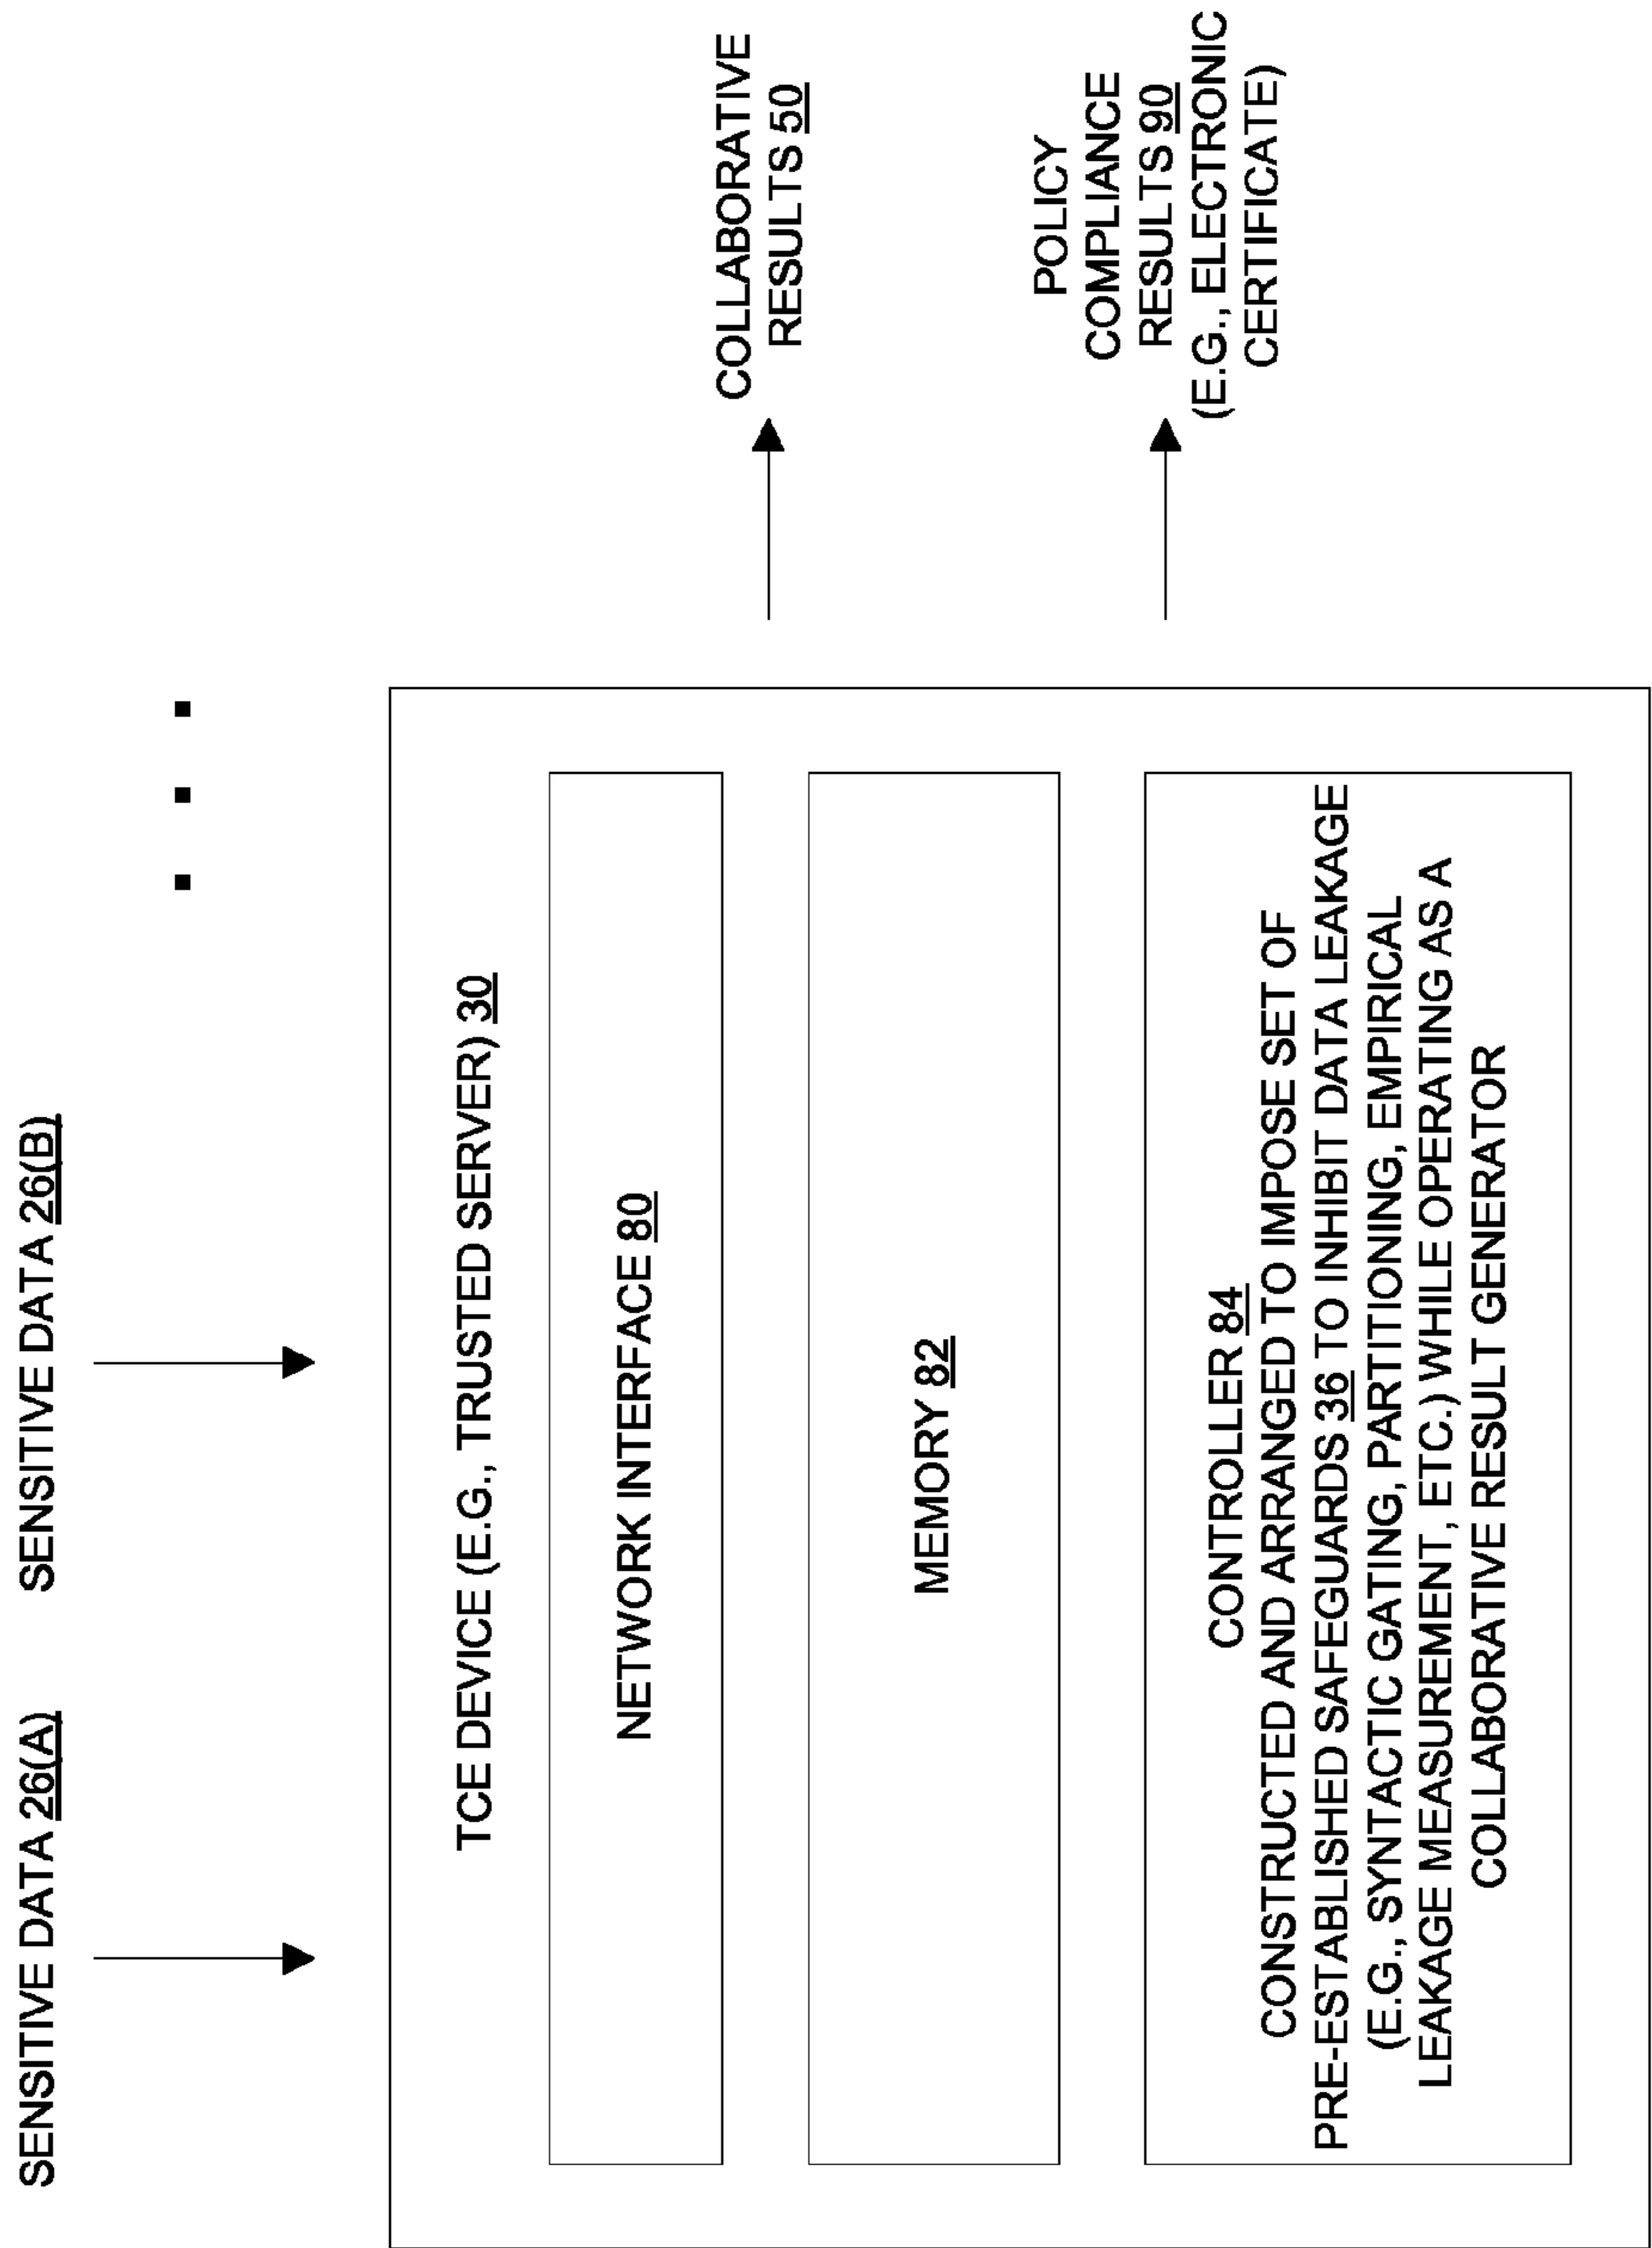 SENSITIVE DATA 26(A)
SENSITIVE DATA 26(B)
TCE DEVICE (E.G., TRUSTED SERVER) 30
NETWORK INTERFACE 80
MEMORY 82
CONTROLLER 84
CONSTRUCTED AND ARRANGED TO IMPOSE SET OF
PRE-ESTABLISHED SAFEGUARDS 36 TO INHIBIT DATA LEAKAGE
(E.G., SYNTACTIC GATING, PARTITIONING, EMPIRICAL
LEAKAGE MEASUREMENT, ETC.) WHILE OPERATING AS A
COLLABORATIVE RESULT GENERATOR
COLLABORATIVE
RESULTS 50
POLICY
COMPLIANCE
RESULTS 90
(E.G., ELECTRONIC
CERTIFICATE)